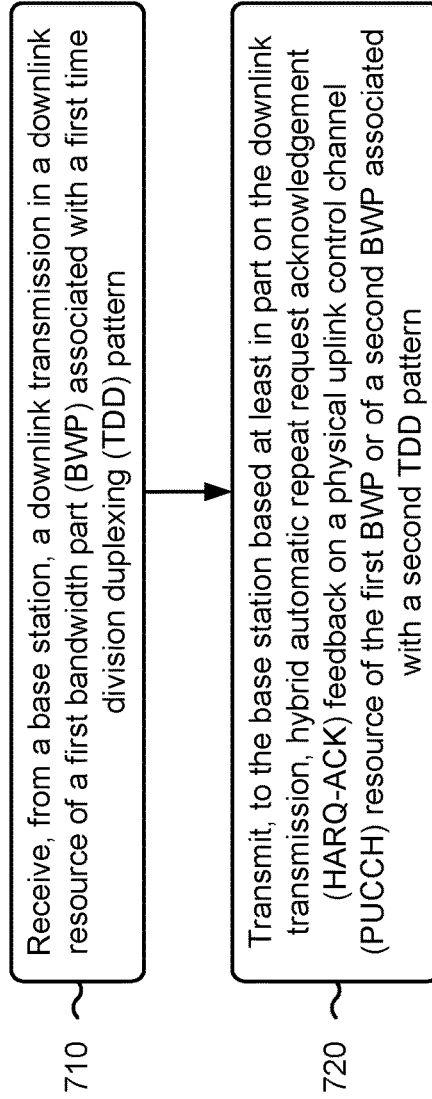 710
Receive, from a base station, a downlink transmission in a downlink
resource of a first bandwidth part (BWP) associated with a first time
division duplexing (TDD) pattern
720
Transmit, to the base station based at least in part on the downlink
transmission, hybrid automatic repeat request acknowledgement
(HARQ-ACK) feedback on a physical uplink control channel
(PUCCH) resource of the first BWP or of a second BWP associated
with a second TDD pattern